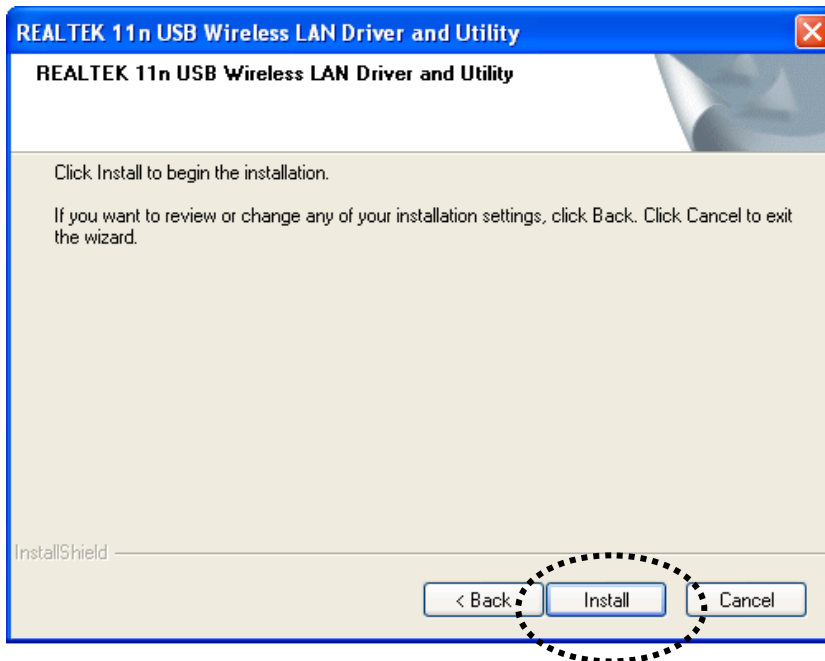 REALTEK 11n USB Wireless LAN Driver and Utility
REALTEK 11n USB Wireless LAN Driver and Utility
Click Install to begin the installation.
If you want to review or change any of your installation settings, click Back. Click Cancel to exit
the wizard.
InstallShield
< Back
Install
Cancel